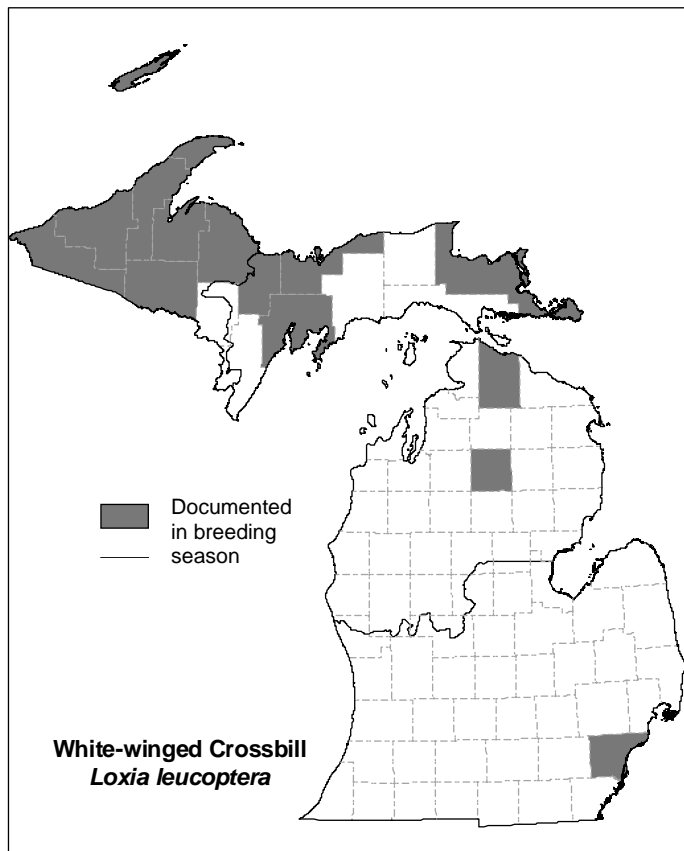 Documented
in breeding
season
White-winged Crossbill
Loxia leucoptera